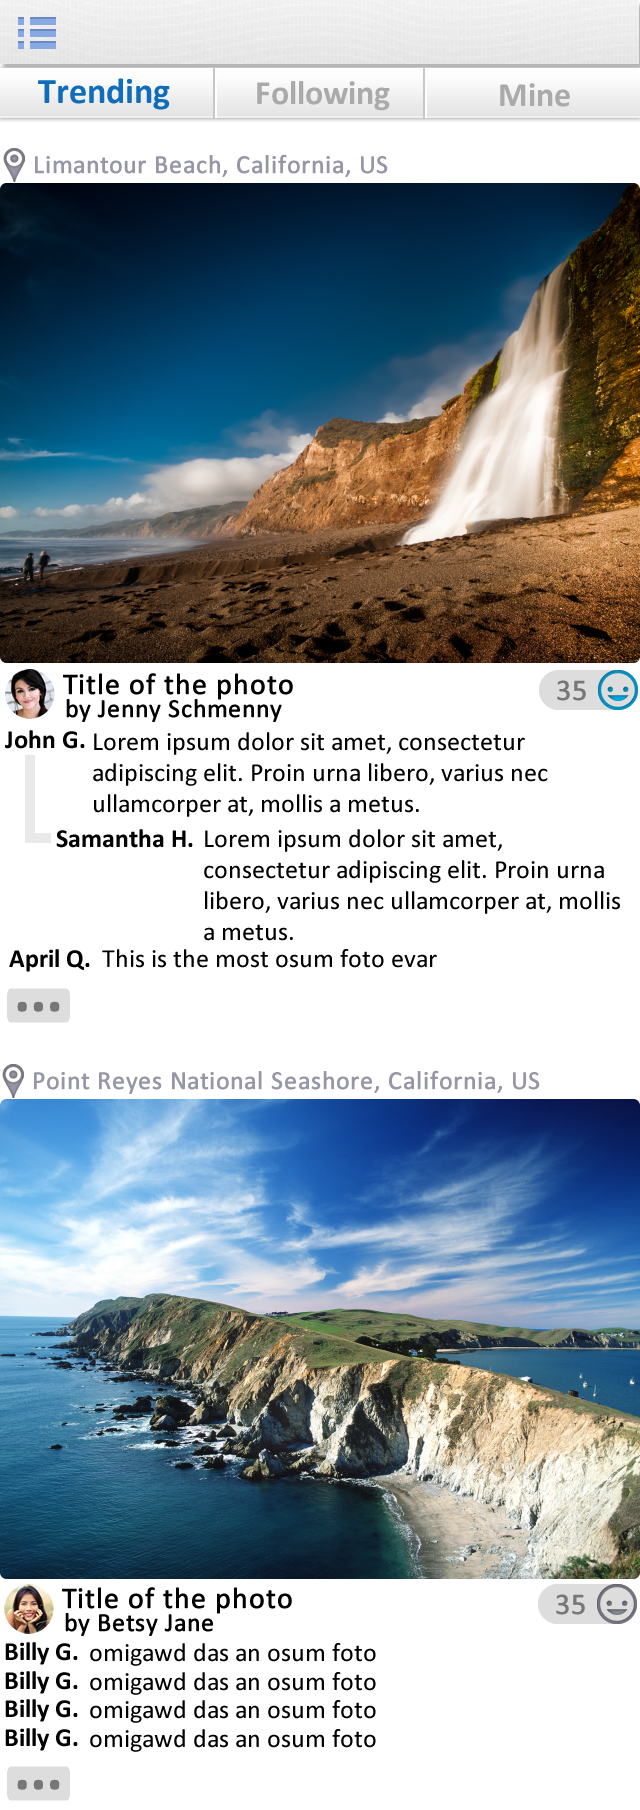 Trending Following Mine
Limantour Beach, California, US
Title of the photo
by Jenny Schmenny
35
John G. Lorem ipsum dolor sit amet, consectetur
adipiscing elit. Proin urna libero, varius nec
ullamcorper at, mollis a metus.
Samantha H. Lorem ipsum dolor sit amet,
consectetur adipiscing elit. Proin urna
libero, varius nec ullamcorper at, mollis
a metus.
April Q. This is the most osum foto evar
Point Reyes National Seashore, California, US
Title of the photo
by Betsy Jane
35
Billy G. omigawd das an osum foto
Billy G. omigawd das an osum foto
Billy G. omigawd das an osum foto
Billy G. omigawd das an osum foto